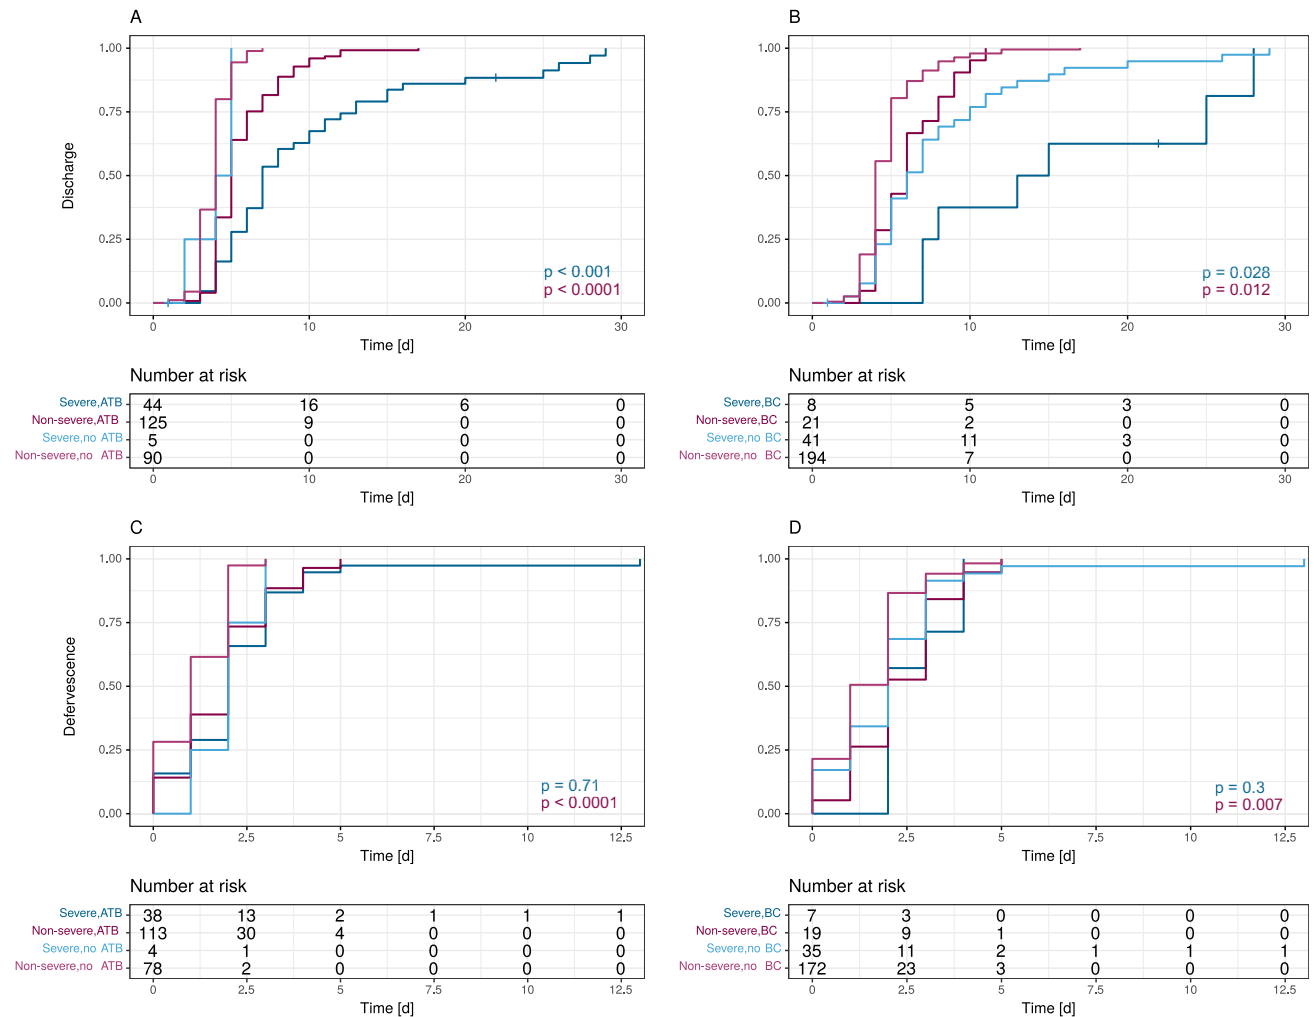 A
Discharge
1.00
0.75
0.50
0.25
0.00
p < 0.001
p < 0.0001
0 10 20 30
Time [d]
Number at risk
Severe,ATB 44 16 6 0
Non-severe,ATB 125 9 0 0
Severe,no ATB 5 0 0 0
Non-severe,no ATB 90 0 0 0
0 10 20 30
Time [d]
B
1.00
0.75
0.50
0.25
0.00
p = 0.028
p = 0.012
0 10 20 30
Time [d]
Number at risk
Severe,BC 8 5 3 0
Non-severe,BC 21 2 0 0
Severe,no BC 41 11 3 0
Non-severe,no BC 194 7 0 0
0 10 20 30
Time [d]
C
Defervescence
1.00
0.75
0.50
0.25
0.00
p = 0.71
p < 0.0001
0 2.5 5 7.5 10 12.5
Time [d]
Number at risk
Severe,ATB 38 13 2 1 1 1
Non-severe,ATB 113 30 4 0 0 0
Severe,no ATB 4 1 0 0 0 0
Non-severe,no ATB 78 2 0 0 0 0
0 2.5 5 7.5 10 12.5
Time [d]
D
1.00
0.75
0.50
0.25
0.00
p = 0.3
p = 0.007
0 2.5 5 7.5 10 12.5
Time [d]
Number at risk
Severe,BC 7 3 0 0 0 0
Non-severe,BC 19 9 1 0 0 0
Severe,no BC 35 11 2 1 1 1
Non-severe,no BC 172 23 3 0 0 0
0 2.5 5 7.5 10 12.5
Time [d]